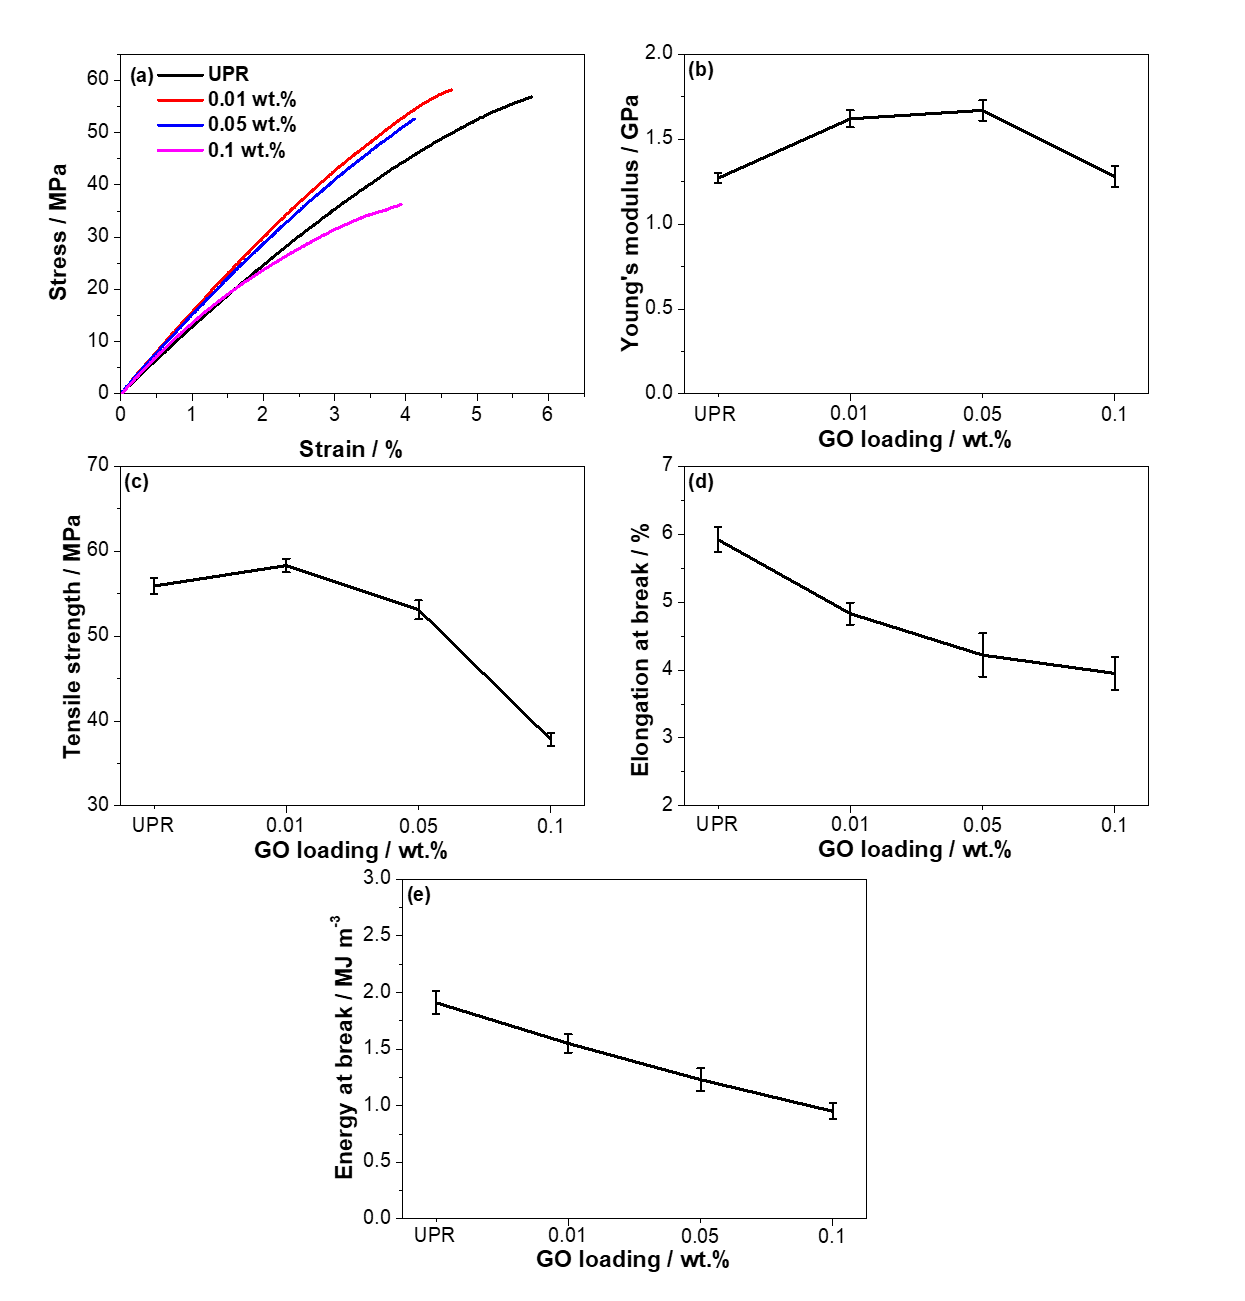 (a)
UPR
0.01 wt.%
0.05 wt.%
0.1 wt.%
Stress / MPa
60
50
40
30
20
10
0
0 1 2 3 4 5 6
Strain / %
(b)
Young's modulus / GPa
2.0
1.5
1.0
0.5
0.0
UPR 0.01 0.05 0.1
GO loading / wt.%
(c)
Tensile strength / MPa
70
60
50
40
30
UPR 0.01 0.05 0.1
GO loading / wt.%
(d)
Elongation at break / %
7
6
5
4
3
2
UPR 0.01 0.05 0.1
GO loading / wt.%
(e)
Energy at break / MJ m⁻³
3.0
2.5
2.0
1.5
1.0
0.5
0.0
UPR 0.01 0.05 0.1
GO loading / wt.%